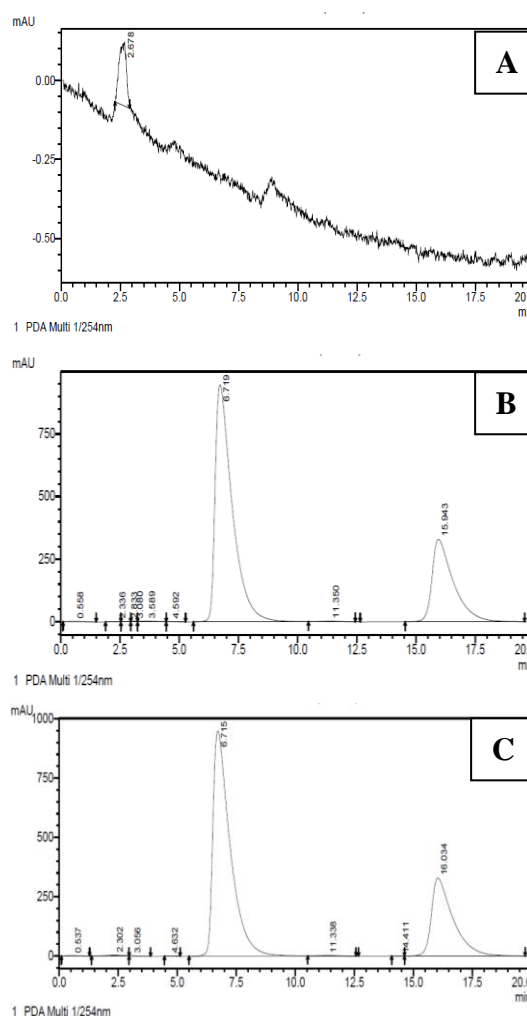 mAU
A
2.678
0.00
-0.25
-0.50
0.0 2.5 5.0 7.5 10.0 12.5 15.0 17.5 20.0
1 PDA Multi 1/254nm
mAU
B
750
500
250
0
0.558 2.336 3.080 3.589 4.592 6.719 11.350 15.943
0.0 2.5 5.0 7.5 10.0 12.5 15.0 17.5
min
1 PDA Multi 1/254nm
mAU
C
1000
750
500
250
0
0.537 2.302 3.056 4.632 6.715 11.338 14.411 16.034
0.0 2.5 5.0 7.5 10.0 12.5 15.0 17.5
min
1 PDA Multi 1/254nm